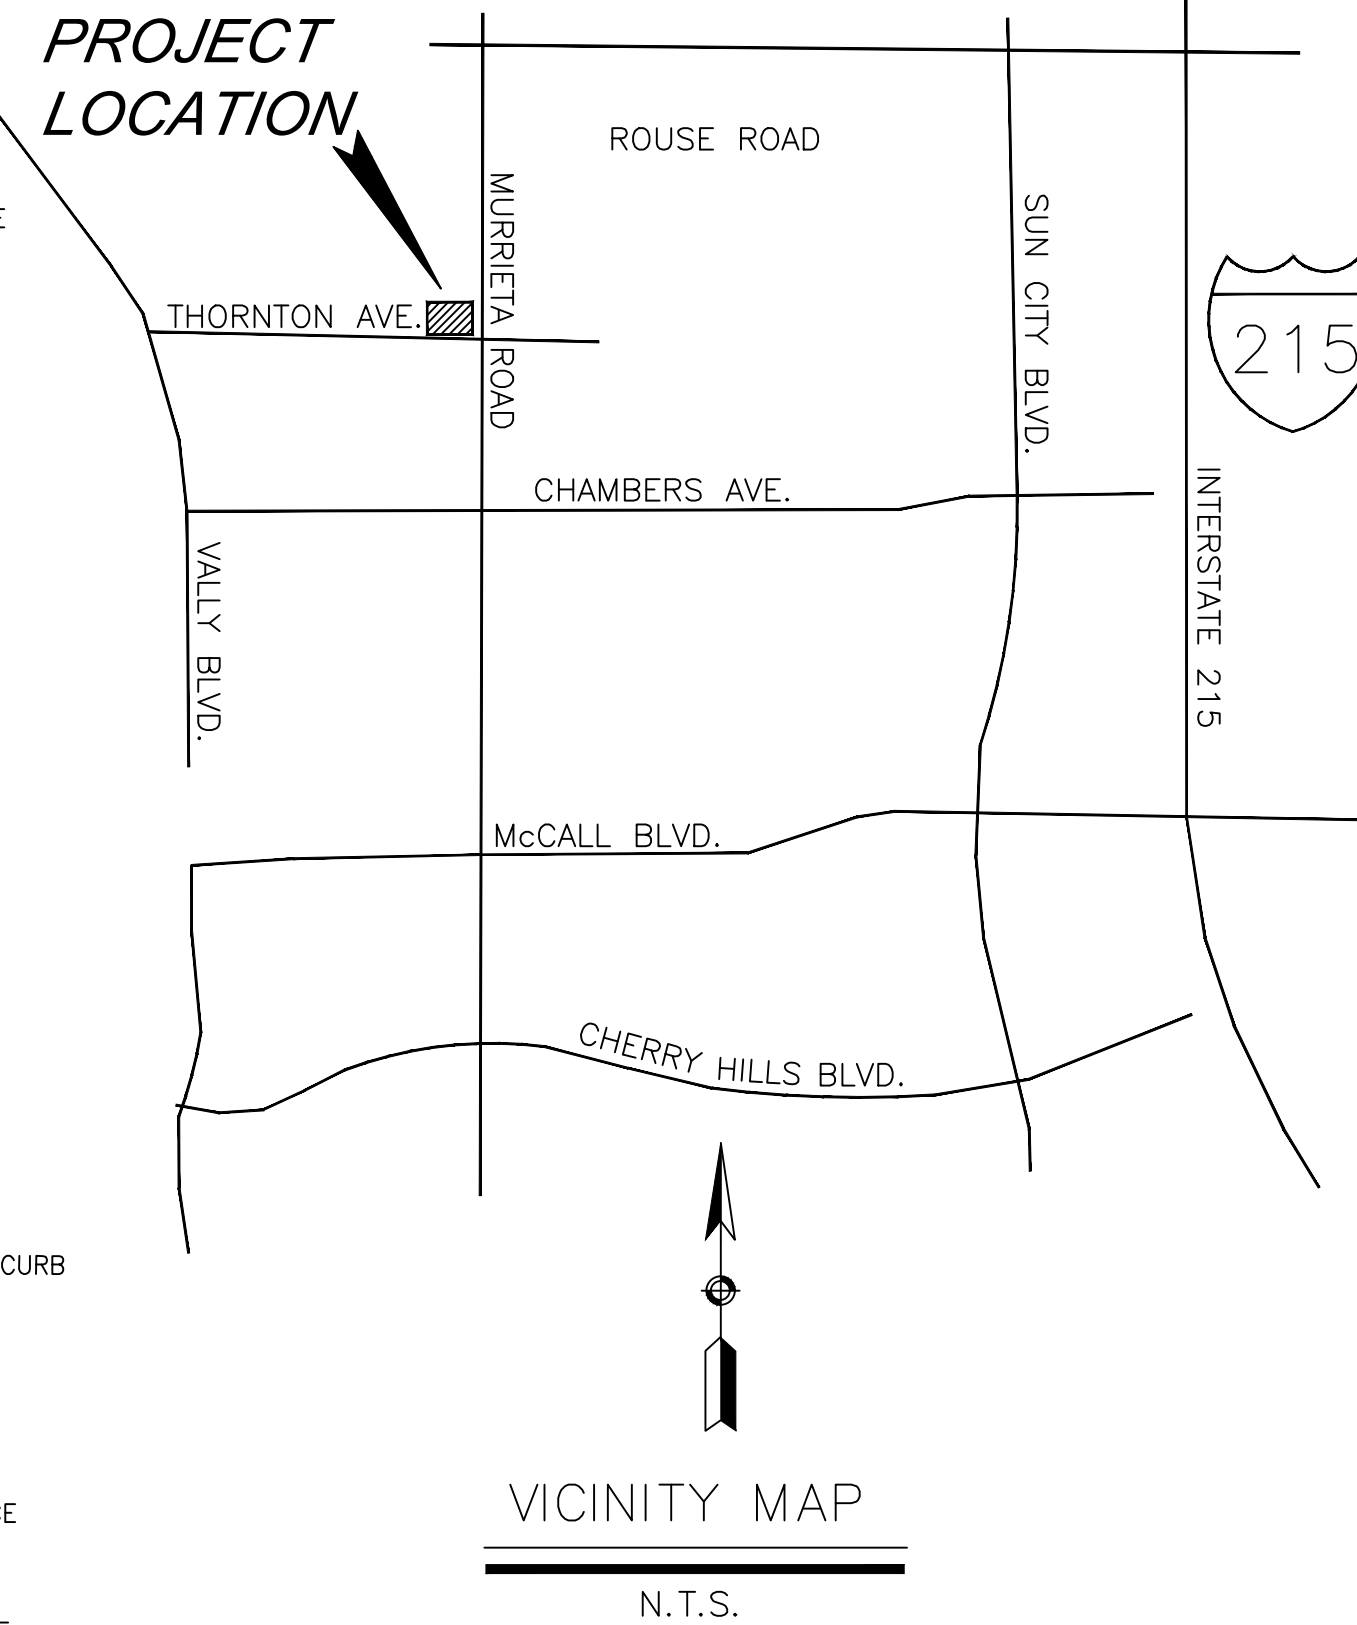 PROJECT
LOCATION
ROUSE ROAD
MURRIETA ROAD
SUN CITY BLVD.
THORNTON AVE.
215
CHAMBERS AVE.
INTERSTATE 215
VALLY BLVD.
McCALL BLVD.
CHERRY HILLS BLVD.
CURB
VICINITY MAP
N.T.S.